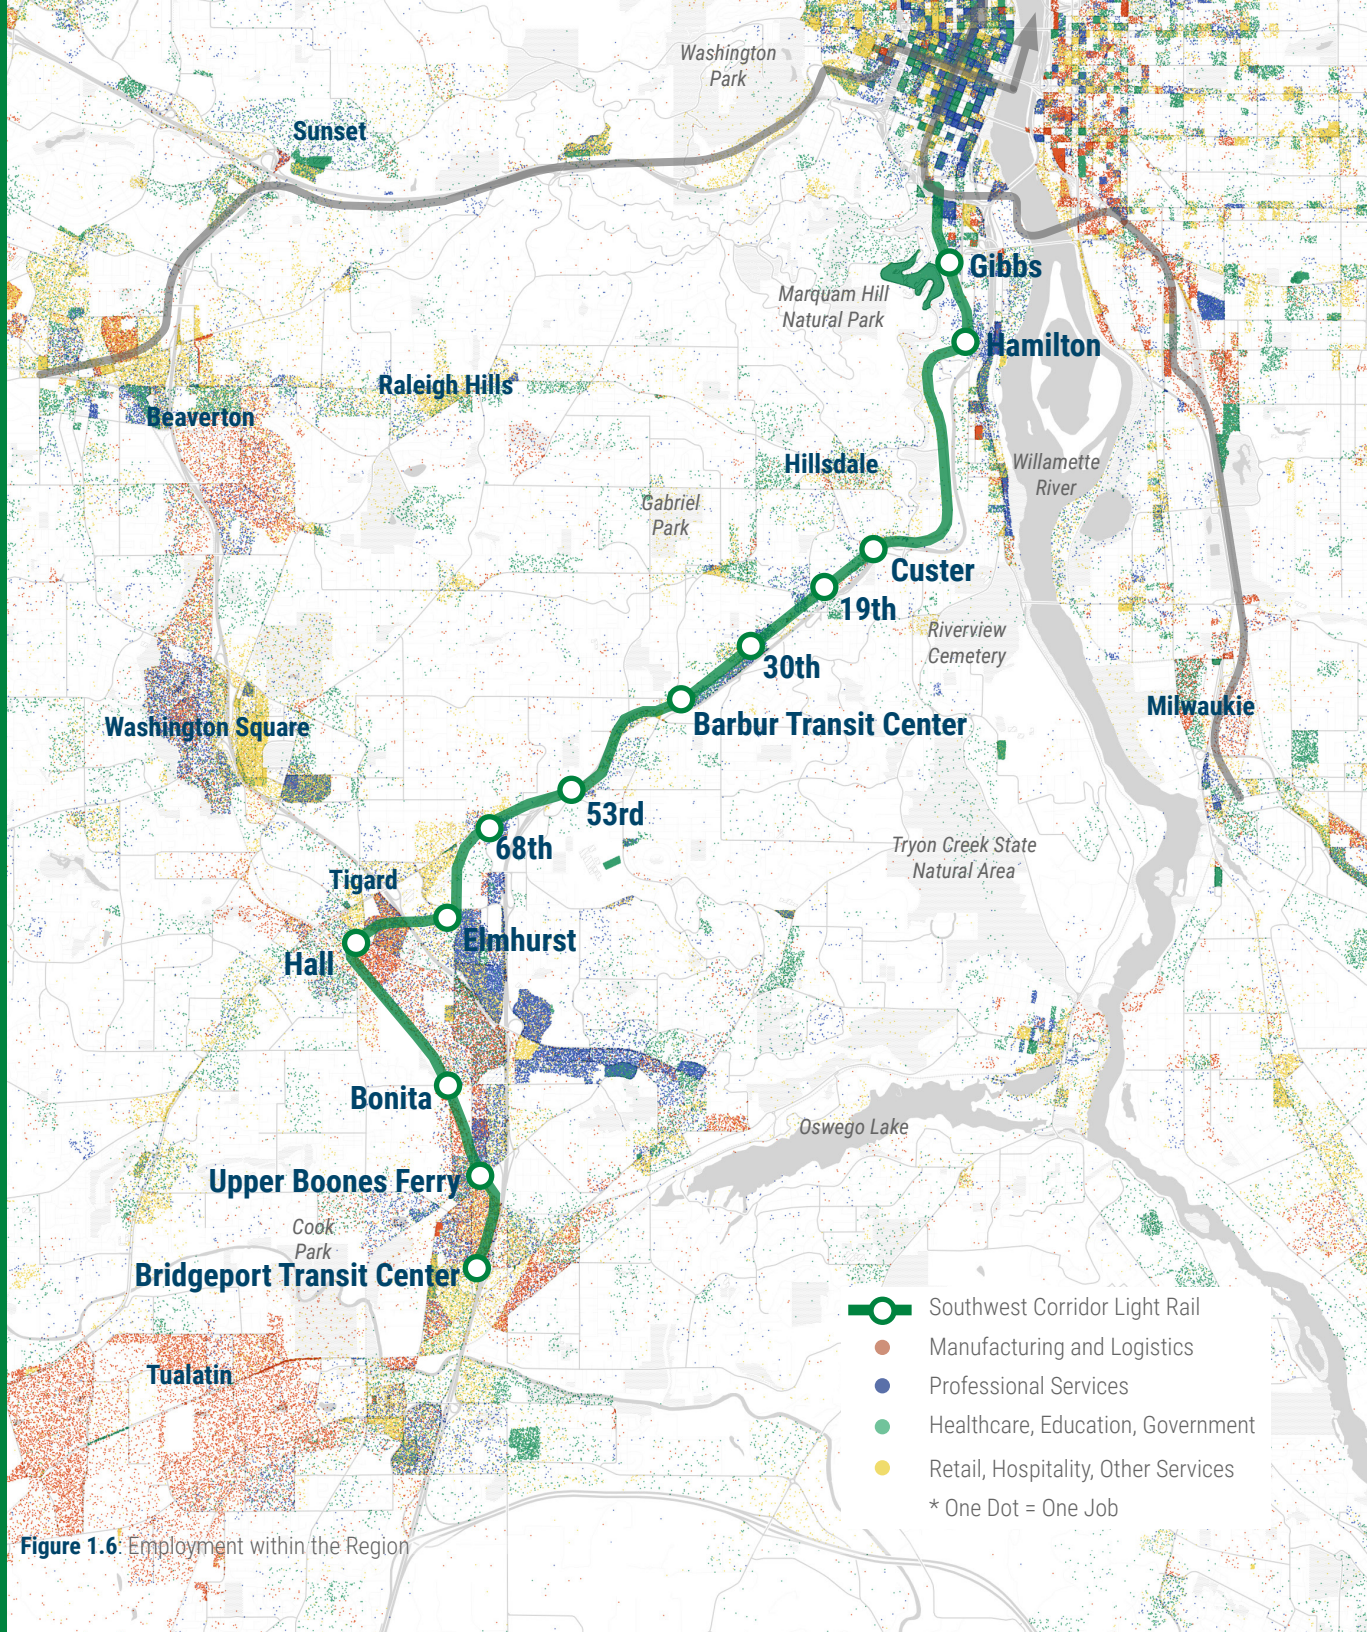 Washington
Park
Sunset
Gibbs
Marquam Hill
Natural Park
Hamilton
Raleigh Hills
Beaverton
Hillsdale
Willamette
River
Gabriel
Park
Custer
19th
Riverview
Cemetery
30th
Milwaukie
Barbur Transit Center
Washington Square
53rd
68th
Tryon Creek State
Natural Area
Tigard
Elmhurst
Hall
Bonita
Oswego Lake
Upper Boones Ferry
Cook
Park
Bridgeport Transit Center
Tualatin
Southwest Corridor Light Rail
Manufacturing and Logistics
Professional Services
Healthcare, Education, Government
Retail, Hospitality, Other Services
* One Dot = One Job
Figure 1.6: Employment within the Region